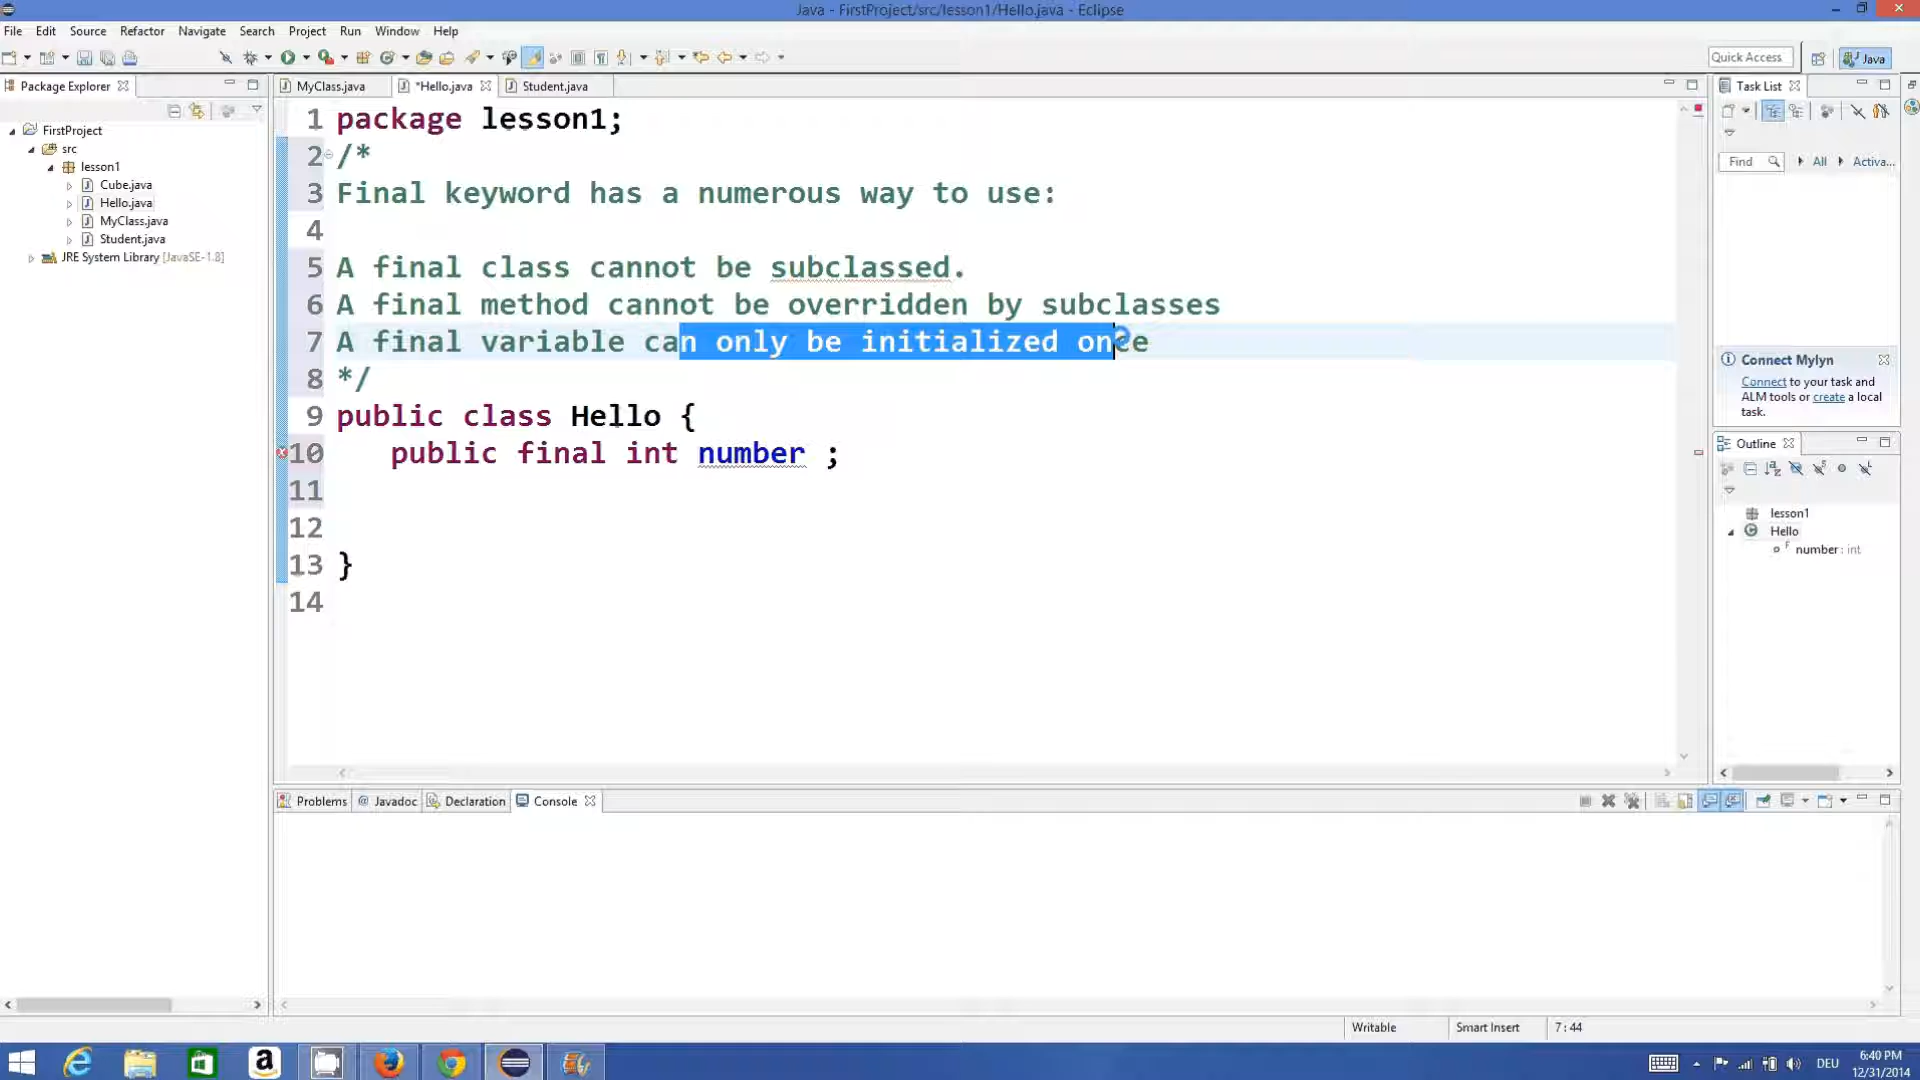 Java - FirstProject/src/lesson1/Hello.java - Eclipse
File Edit Source Refactor Navigate Search Project Run Window Help
Quick Access
Java
Package Explorer
MyClass.java
*Hello.java
Student.java
Task List
FirstProject
src
lesson1
Cube.java
Hello.java
MyClass.java
Student.java
JRE System Library [JavaSE-1.8]
1 package lesson1;
2 /*
3 Final keyword has a numerous way to use:
4
5 A final class cannot be subclassed.
6 A final method cannot be overridden by subclasses
7 A final variable can only be initialized once
8 */
9 public class Hello {
10 public final int number ;
11
12
13 }
14
Find
All
Activa...
Connect Mylyn
Connect to your task and
ALM tools or create a local
task.
Outline
lesson1
Hello
number : int
Problems
@ Javadoc
Declaration
Console
Writable
Smart Insert
7 : 44
DEU
6:40 PM
12/31/2014